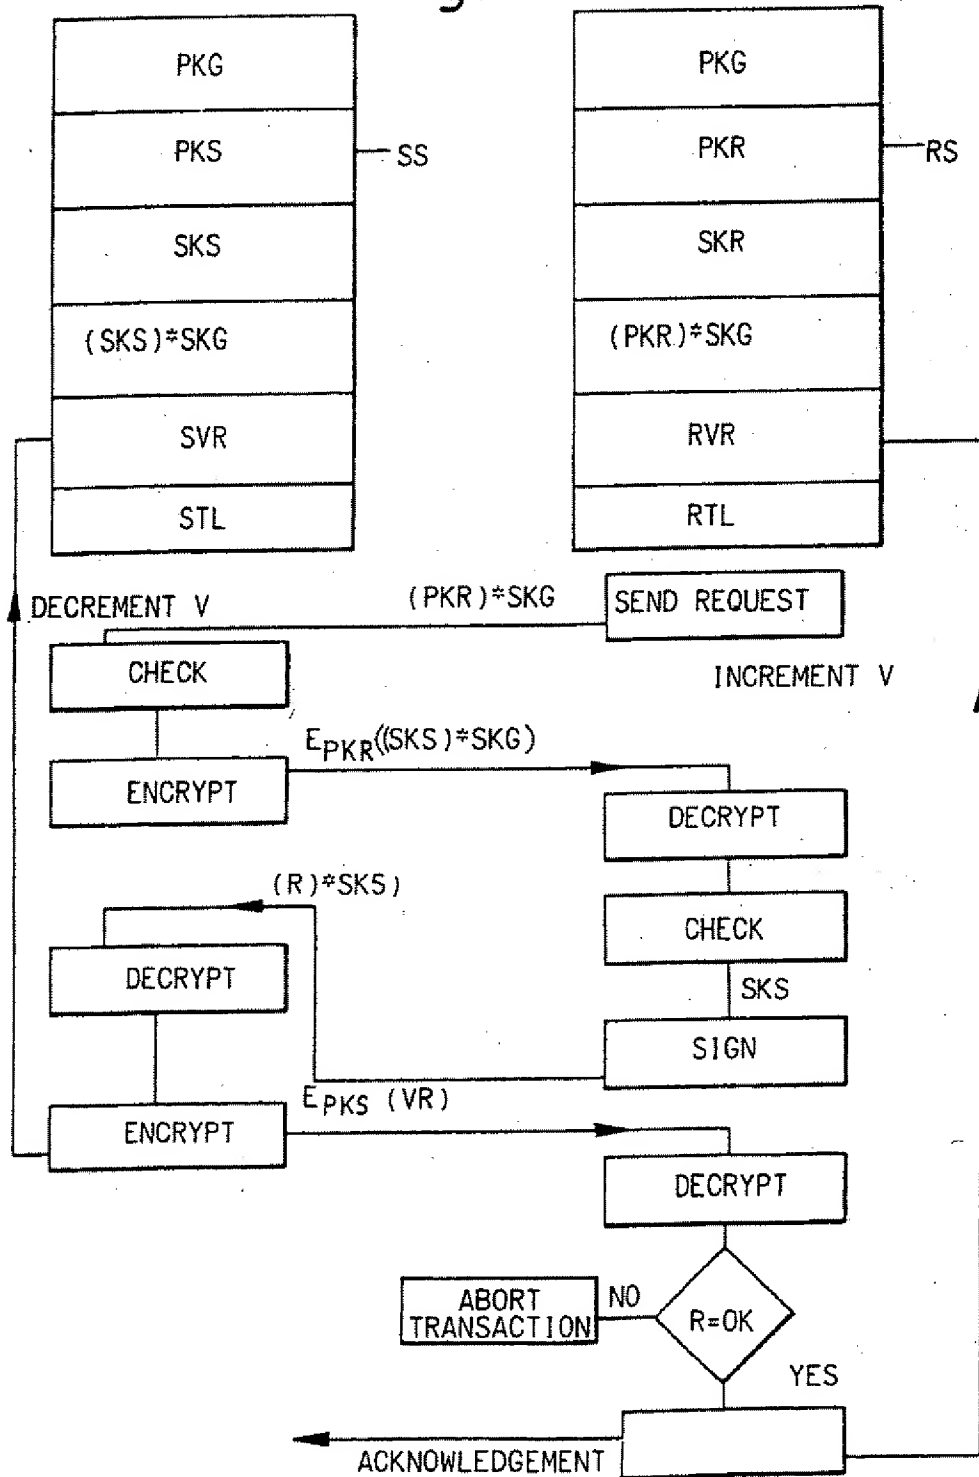 PKG
PKS
SS
SKS
(SKS)*SKG
SVR
STL
PKG
PKR
RS
SKR
(PKR)*SKG
RVR
RTL
DECREMENT V
(PKR)*SKG
SEND REQUEST
CHECK
INCREMENT V
EPKR((SKS)*SKG)
ENCRYPT
DECRYPT
(R)*SKS)
CHECK
DECRYPT
SKS
SIGN
EPKS (VR)
ENCRYPT
DECRYPT
ABORT
TRANSACTION
NO
R=OK
YES
ACKNOWLEDGEMENT